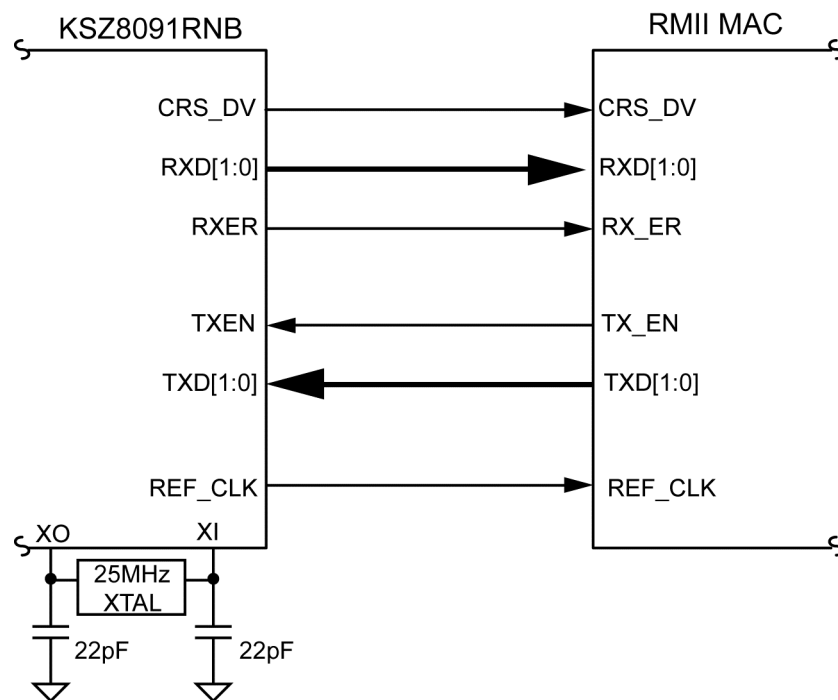 KSZ8091RNB
RMII MAC
CRS_DV
CRS_DV
RXD[1:0]
RXD[1:0]
RXER
RX_ER
TXEN
TX_EN
TXD[1:0]
TXD[1:0]
REF_CLK
REF_CLK
XO
XI
25MHz
XTAL
22pF
22pF